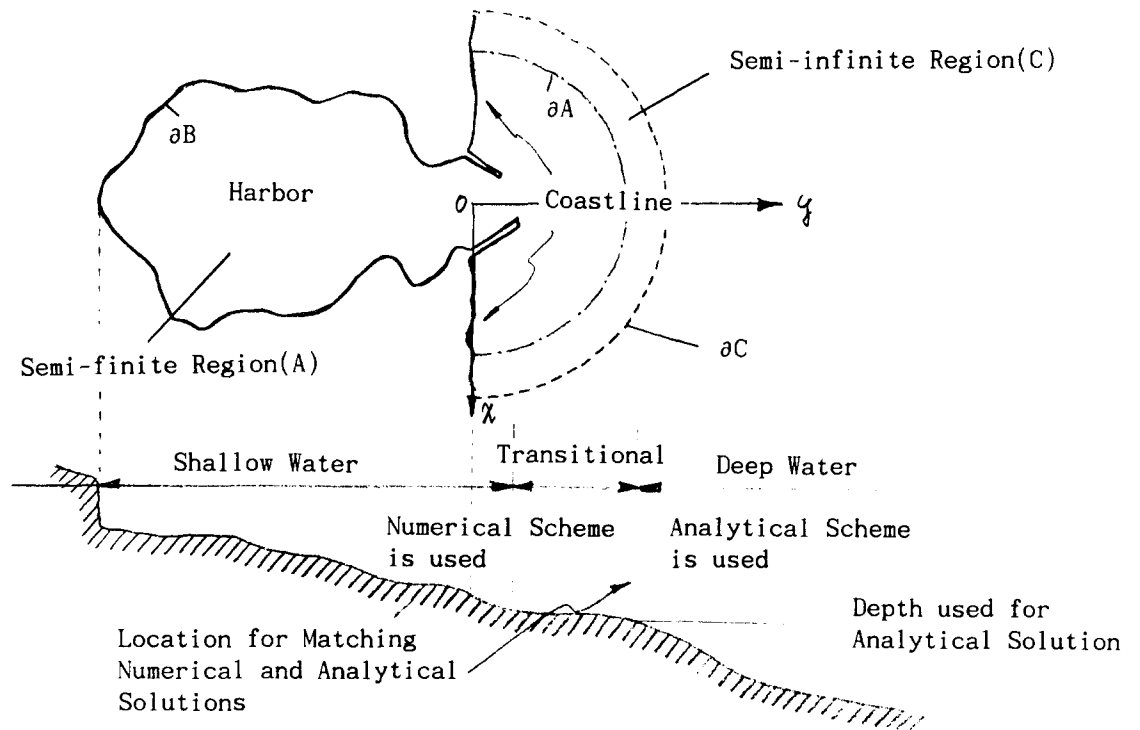 Semi-infinite Region(C)
∂A
∂B
Harbor
O
Coastline
y
∂C
Semi-finite Region(A)
x
Shallow Water
Transitional
Deep Water
Numerical Scheme
is used
Analytical Scheme
is used
Location for Matching
Numerical and Analytical
Solutions
Depth used for
Analytical Solution